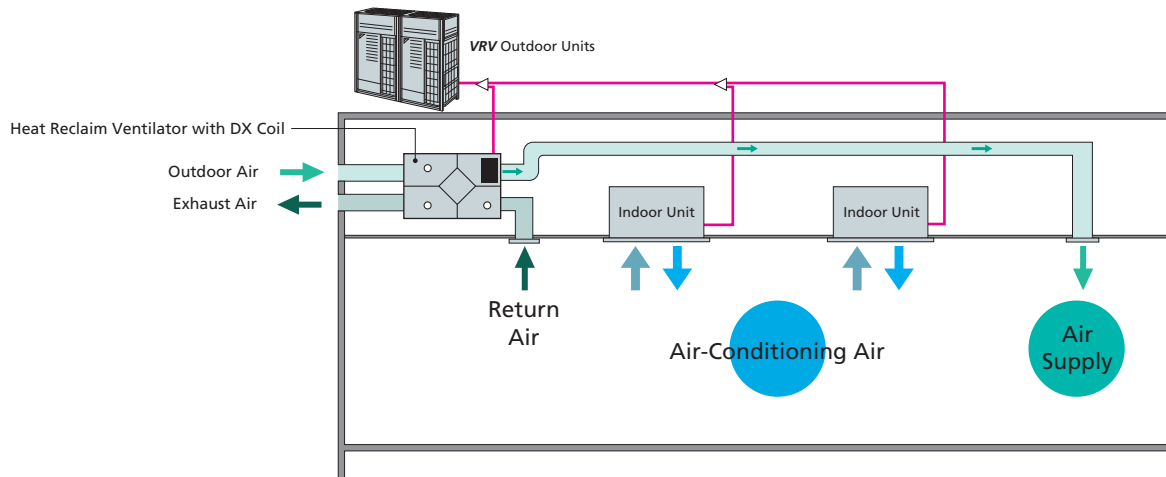 VRV Outdoor Units
Heat Reclaim Ventilator with DX Coil
Outdoor Air
Exhaust Air
Indoor Unit
Indoor Unit
Return
Air
Air-Conditioning Air
Air
Supply